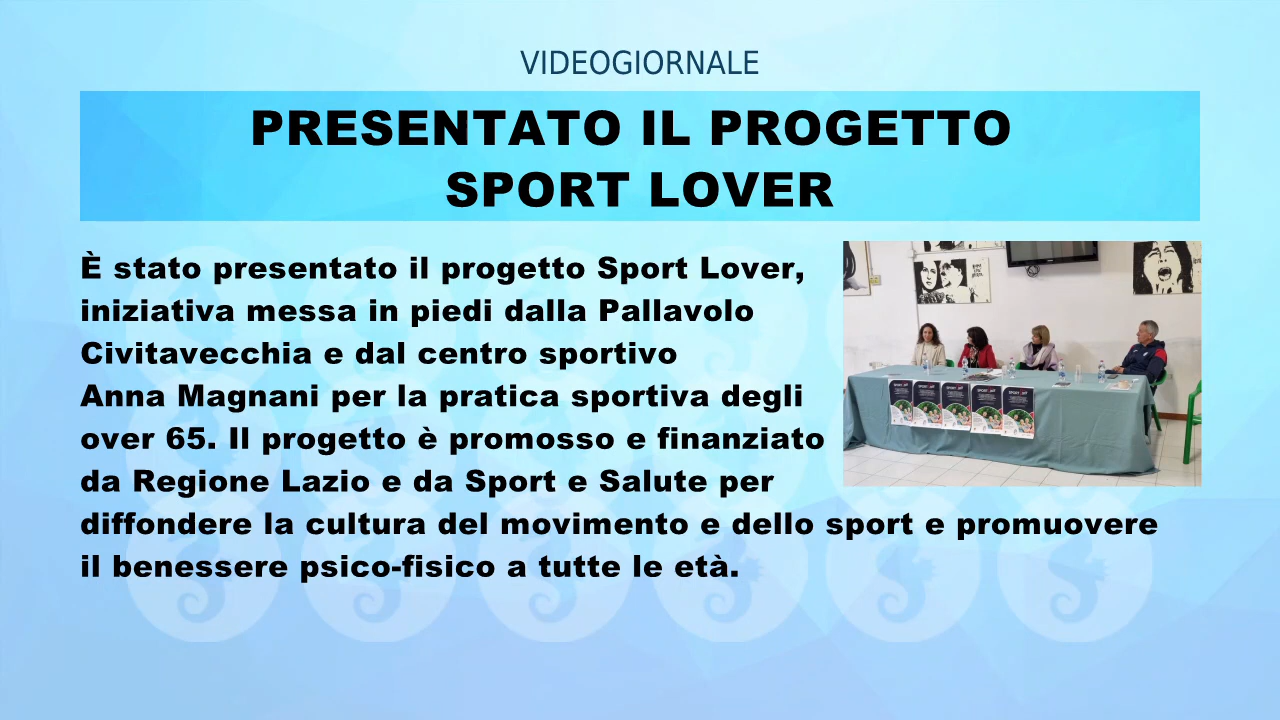 VIDEOGIORNALE
PRESENTATO IL PROGETTO
SPORT LOVER
È stato presentato il progetto Sport Lover,
iniziativa messa in piedi dalla Pallavolo
Civitavecchia e dal centro sportivo
Anna Magnani per la pratica sportiva degli
over 65. Il progetto è promosso e finanziato
da Regione Lazio e da Sport e Salute per
diffondere la cultura del movimento e dello sport e promuovere
il benessere psico-fisico a tutte le età.